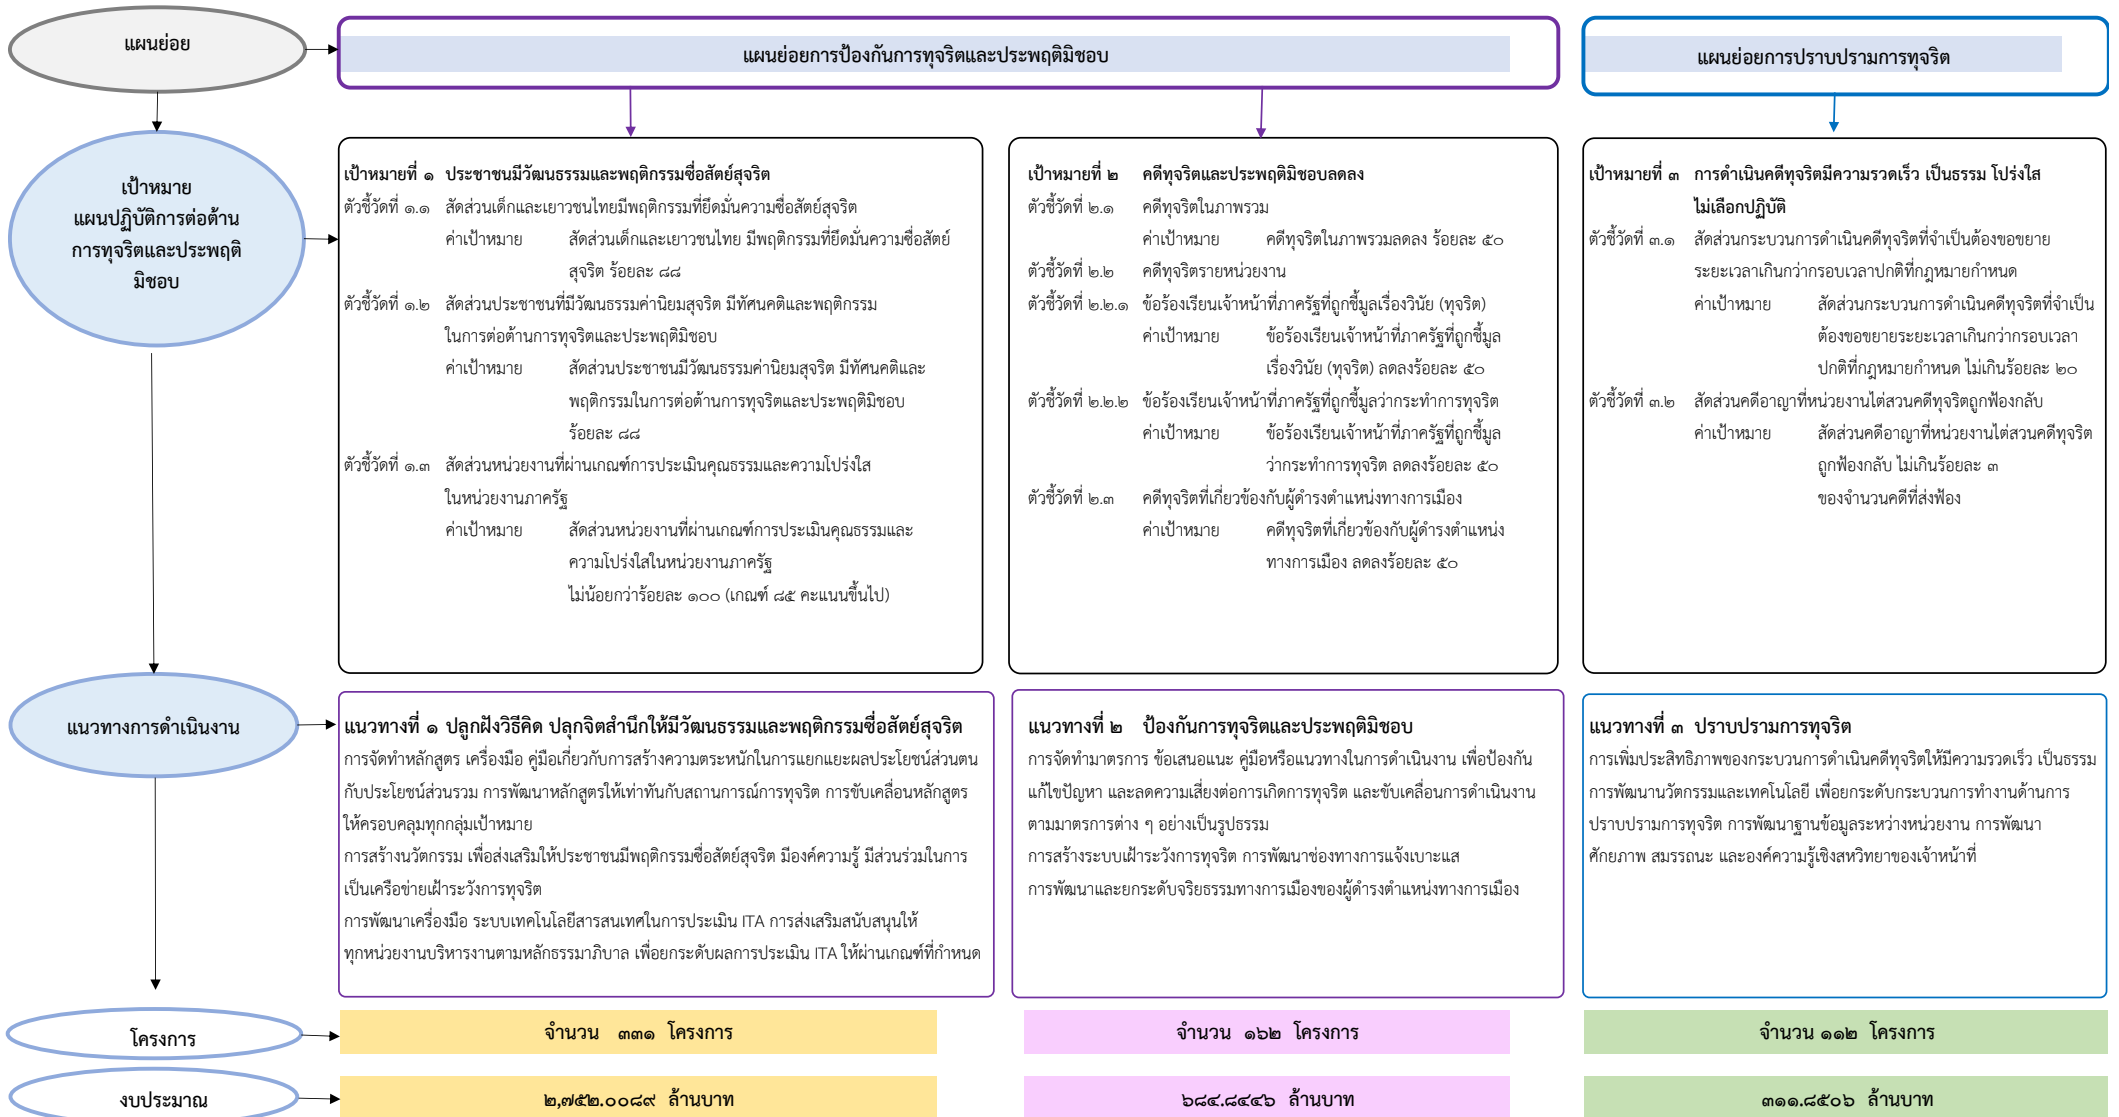 แผนย่อย
แผนย่อยการป้องกันการทุจริตและประพฤติมิชอบ
แผนย่อยการปราบปรามการทุจริต
เป้าหมาย
แผนปฏิบัติการต่อต้าน
การทุจริตและประพฤติ
มิชอบ
เป้าหมายที่ ๑ ประชาชนมีวัฒนธรรมและพฤติกรรมซื่อสัตย์สุจริต
ตัวชี้วัดที่ ๑.๑ สัดส่วนเด็กและเยาวชนไทยมีพฤติกรรมที่ยึดมั่นความซื่อสัตย์สุจริต
ค่าเป้าหมาย สัดส่วนเด็กและเยาวชนไทย มีพฤติกรรมที่ยึดมั่นความซื่อสัตย์
สุจริต ร้อยละ ๘๘
ตัวชี้วัดที่ ๑.๒ สัดส่วนประชาชนที่มีวัฒนธรรมค่านิยมสุจริต มีทัศนคติและพฤติกรรม
ในการต่อต้านการทุจริตและประพฤติมิชอบ
ค่าเป้าหมาย สัดส่วนประชาชนมีวัฒนธรรมค่านิยมสุจริต มีทัศนคติและ
พฤติกรรมในการต่อต้านการทุจริตและประพฤติมิชอบ
ร้อยละ ๘๘
ตัวชี้วัดที่ ๑.๓ สัดส่วนหน่วยงานที่ผ่านเกณฑ์การประเมินคุณธรรมและความโปร่งใส
ในหน่วยงานภาครัฐ
ค่าเป้าหมาย สัดส่วนหน่วยงานที่ผ่านเกณฑ์การประเมินคุณธรรมและ
ความโปร่งใสในหน่วยงานภาครัฐ
ไม่น้อยกว่าร้อยละ ๑๐๐ (เกณฑ์ ๘๕ คะแนนขึ้นไป)
เป้าหมายที่ ๒ คดีทุจริตและประพฤติมิชอบลดลง
ตัวชี้วัดที่ ๒.๑ คดีทุจริตในภาพรวม
ค่าเป้าหมาย คดีทุจริตในภาพรวมลดลง ร้อยละ ๕๐
ตัวชี้วัดที่ ๒.๒ คดีทุจริตรายหน่วยงาน
ตัวชี้วัดที่ ๒.๒.๑ ข้อร้องเรียนเจ้าหน้าที่ภาครัฐที่ถูกชี้มูลเรื่องวินัย (ทุจริต)
ค่าเป้าหมาย ข้อร้องเรียนเจ้าหน้าที่ภาครัฐที่ถูกชี้มูล
เรื่องวินัย (ทุจริต) ลดลงร้อยละ ๕๐
ตัวชี้วัดที่ ๒.๒.๒ ข้อร้องเรียนเจ้าหน้าที่ภาครัฐที่ถูกชี้มูลว่ากระทำการทุจริต
ค่าเป้าหมาย ข้อร้องเรียนเจ้าหน้าที่ภาครัฐที่ถูกชี้มูล
ว่ากระทำการทุจริต ลดลงร้อยละ ๕๐
ตัวชี้วัดที่ ๒.๓ คดีทุจริตที่เกี่ยวข้องกับผู้ดำรงตำแหน่งทางการเมือง
ค่าเป้าหมาย คดีทุจริตที่เกี่ยวข้องกับผู้ดำรงตำแหน่ง
ทางการเมือง ลดลงร้อยละ ๕๐
เป้าหมายที่ ๓ การดำเนินคดีทุจริตมีความรวดเร็ว เป็นธรรม โปร่งใส
ไม่เลือกปฏิบัติ
ตัวชี้วัดที่ ๓.๑ สัดส่วนกระบวนการดำเนินคดีทุจริตที่จำเป็นต้องขอขยาย
ระยะเวลาเกินกว่ากรอบเวลาปกติที่กฎหมายกำหนด
ค่าเป้าหมาย สัดส่วนกระบวนการดำเนินคดีทุจริตที่จำเป็น
ต้องขอขยายระยะเวลาเกินกว่ากรอบเวลา
ปกติที่กฎหมายกำหนด ไม่เกินร้อยละ ๒๐
ตัวชี้วัดที่ ๓.๒ สัดส่วนคดีอาญาที่หน่วยงานไต่สวนคดีทุจริตถูกฟ้องกลับ
ค่าเป้าหมาย สัดส่วนคดีอาญาที่หน่วยงานไต่สวนคดีทุจริต
ถูกฟ้องกลับ ไม่เกินร้อยละ ๓
ของจำนวนคดีที่ส่งฟ้อง
แนวทางการดำเนินงาน
แนวทางที่ ๑ ปลูกฝังวิธีคิด ปลุกจิตสำนึกให้มีวัฒนธรรมและพฤติกรรมซื่อสัตย์สุจริต
การจัดทำหลักสูตร เครื่องมือ คู่มือเกี่ยวกับการสร้างความตระหนักในการแยกแยะผลประโยชน์ส่วนตน
กับประโยชน์ส่วนรวม การพัฒนาหลักสูตรให้เท่าทันกับสถานการณ์การทุจริต การขับเคลื่อนหลักสูตร
ให้ครอบคลุมทุกกลุ่มเป้าหมาย
การสร้างนวัตกรรม เพื่อส่งเสริมให้ประชาชนมีพฤติกรรมซื่อสัตย์สุจริต มีองค์ความรู้ มีส่วนร่วมในการ
เป็นเครือข่ายเฝ้าระวังการทุจริต
การพัฒนาเครื่องมือ ระบบเทคโนโลยีสารสนเทศในการประเมิน ITA การส่งเสริมสนับสนุนให้
ทุกหน่วยงานบริหารงานตามหลักธรรมาภิบาล เพื่อยกระดับผลการประเมิน ITA ให้ผ่านเกณฑ์ที่กำหนด
แนวทางที่ ๒ ป้องกันการทุจริตและประพฤติมิชอบ
การจัดทำมาตรการ ข้อเสนอแนะ คู่มือหรือแนวทางในการดำเนินงาน เพื่อป้องกัน
แก้ไขปัญหา และลดความเสี่ยงต่อการเกิดการทุจริต และขับเคลื่อนการดำเนินงาน
ตามมาตรการต่าง ๆ อย่างเป็นรูปธรรม
การสร้างระบบเฝ้าระวังการทุจริต การพัฒนาช่องทางการแจ้งเบาะแส
การพัฒนาและยกระดับจริยธรรมทางการเมืองของผู้ดำรงตำแหน่งทางการเมือง
แนวทางที่ ๓ ปราบปรามการทุจริต
การเพิ่มประสิทธิภาพของกระบวนการดำเนินคดีทุจริตให้มีความรวดเร็ว เป็นธรรม
การพัฒนานวัตกรรมและเทคโนโลยี เพื่อยกระดับกระบวนการทำงานด้านการ
ปราบปรามการทุจริต การพัฒนาฐานข้อมูลระหว่างหน่วยงาน การพัฒนา
ศักยภาพ สมรรถนะ และองค์ความรู้เชิงสหวิทยาของเจ้าหน้าที่
โครงการ
จำนวน ๓๓๑ โครงการ
จำนวน ๑๖๒ โครงการ
จำนวน ๑๑๒ โครงการ
งบประมาณ
๒,๗๕๒.๐๐๘๙ ล้านบาท
๖๘๔.๘๔๔๖ ล้านบาท
๓๑๑.๘๕๐๖ ล้านบาท